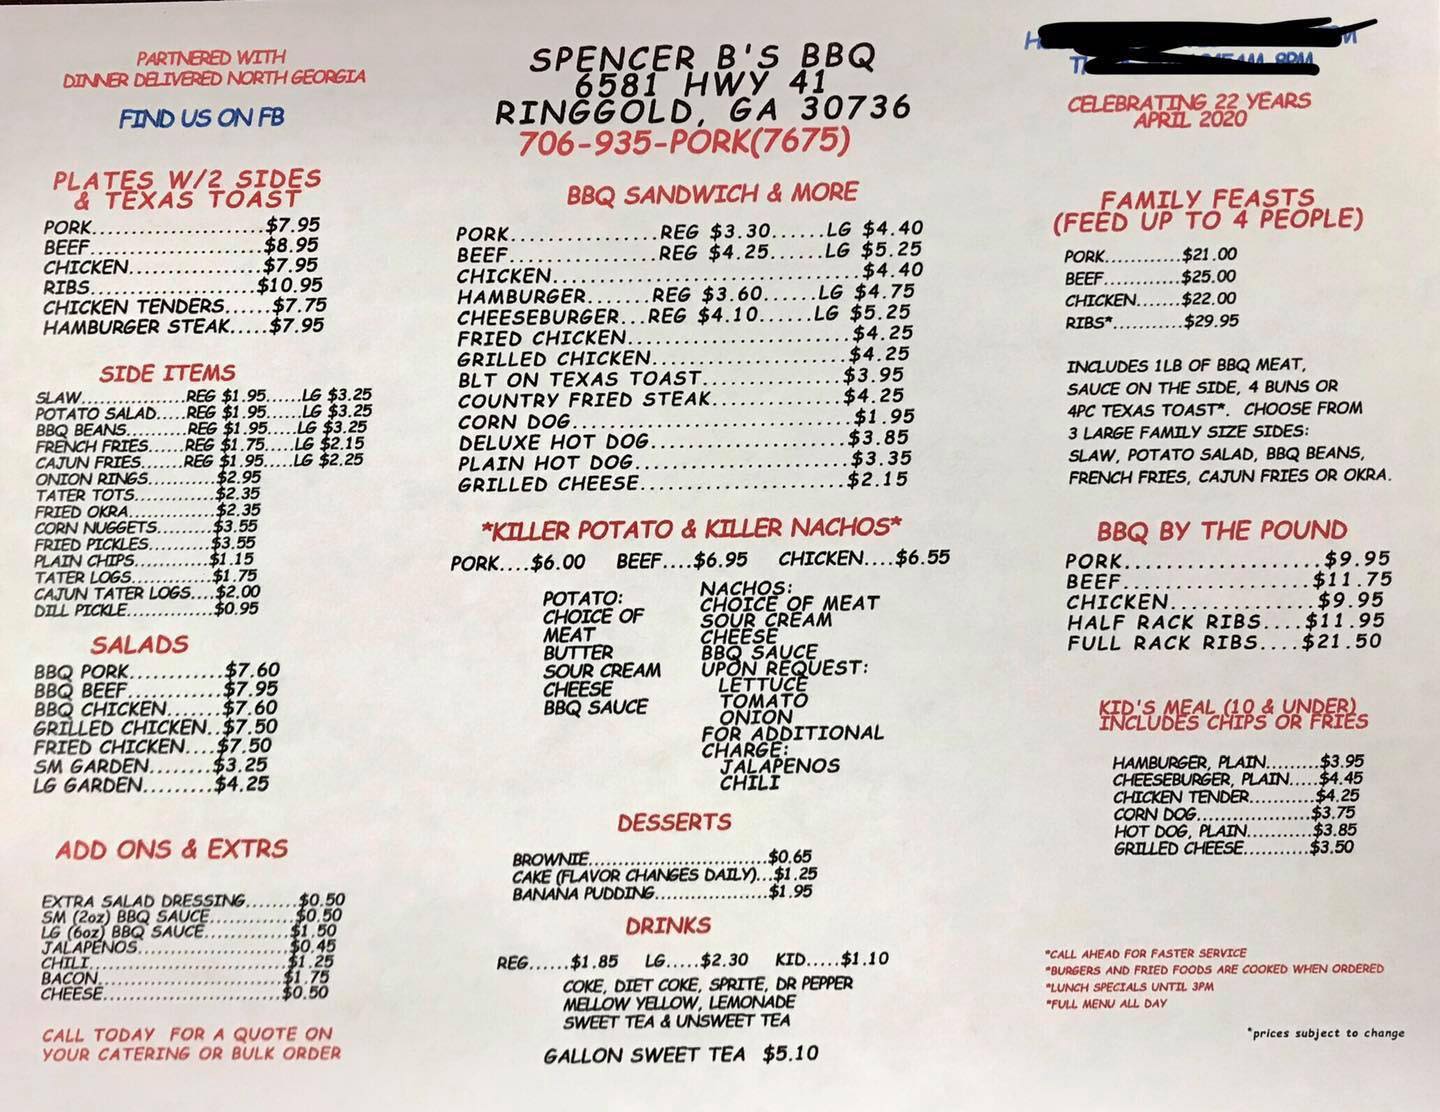 PARTNERED WITH
DINNER DELIVERED NORTH GEORGIA
FIND US ON FB
PLATES W/2 SIDES
& TEXAS TOAST
PORK......................$7.95
BEEF......................$8.95
CHICKEN.................$7.95
RIBS.....................$10.95
CHICKEN TENDERS......$7.75
HAMBURGER STEAK.....$7.95
SIDE ITEMS
SLAW.................REG $1.95......LG $3.25
POTATO SALAD.....REG $1.95......LG $3.25
BBQ BEANS..........REG $1.95.....LG $3.25
FRENCH FRIES......REG $1.75.....LG $2.15
CAJUN FRIES.......REG $1.95.....LG $2.25
ONION RINGS...........$2.95
TATER TOTS.............$2.35
FRIED OKRA.............$2.35
CORN NUGGETS.........$3.55
FRIED PICKLES..........$3.55
PLAIN CHIPS............$1.15
TATER LOGS.............$1.75
CAJUN TATER LOGS....$2.00
DILL PICKLE..............$0.95
SALADS
BBQ PORK.............$7.60
BBQ BEEF.............$7.95
BBQ CHICKEN.......$7.60
GRILLED CHICKEN..$7.50
FRIED CHICKEN....$7.50
SM GARDEN........$3.25
LG GARDEN.........$4.25
ADD ONS & EXTRS
EXTRA SALAD DRESSING........$0.50
SM (2oz) BBQ SAUCE.............$0.50
LG (6oz) BBQ SAUCE.............$1.50
JALAPENOS.......................$0.45
CHILI...............................$1.25
BACON.............................$1.75
CHEESE............................$0.50
CALL TODAY FOR A QUOTE ON
YOUR CATERING OR BULK ORDER
SPENCER B'S BBQ
6581 HWY 41
RINGGOLD, GA 30736
706-935-PORK(7675)
BBQ SANDWICH & MORE
PORK................REG $3.30......LG $4.40
BEEF................REG $4.25......LG $5.25
CHICKEN..................................$4.40
HAMBURGER.......REG $3.60......LG $4.75
CHEESEBURGER...REG $4.10......LG $5.25
FRIED CHICKEN.........................$4.25
GRILLED CHICKEN......................$4.25
BLT ON TEXAS TOAST...............$3.95
COUNTRY FRIED STEAK..............$4.25
CORN DOG...............................$1.95
DELUXE HOT DOG......................$3.85
PLAIN HOT DOG........................$3.35
GRILLED CHEESE.......................$2.15
*KILLER POTATO & KILLER NACHOS*
PORK....$6.00 BEEF....$6.95 CHICKEN....$6.55
POTATO:
CHOICE OF
MEAT
BUTTER
SOUR CREAM
CHEESE
BBQ SAUCE
NACHOS:
CHOICE OF MEAT
SOUR CREAM
CHEESE
BBQ SAUCE
UPON REQUEST:
LETTUCE
TOMATO
ONION
FOR ADDITIONAL
CHARGE:
JALAPENOS
CHILI
DESSERTS
BROWNIE.............................$0.65
CAKE (FLAVOR CHANGES DAILY)...$1.25
BANANA PUDDING...................$1.95
DRINKS
REG......$1.85 LG.....$2.30 KID.....$1.10
COKE, DIET COKE, SPRITE, DR PEPPER
MELLOW YELLOW, LEMONADE
SWEET TEA & UNSWEET TEA
GALLON SWEET TEA $5.10
8PM
CELEBRATING 22 YEARS
APRIL 2020
FAMILY FEASTS
(FEED UP TO 4 PEOPLE)
PORK............$21.00
BEEF............$25.00
CHICKEN.......$22.00
RIBS*...........$29.95
INCLUDES 1LB OF BBQ MEAT,
SAUCE ON THE SIDE, 4 BUNS OR
4PC TEXAS TOAST*. CHOOSE FROM
3 LARGE FAMILY SIZE SIDES:
SLAW, POTATO SALAD, BBQ BEANS,
FRENCH FRIES, CAJUN FRIES OR OKRA.
BBQ BY THE POUND
PORK....................$9.95
BEEF...................$11.75
CHICKEN...............$9.95
HALF RACK RIBS....$11.95
FULL RACK RIBS....$21.50
KID'S MEAL (10 & UNDER)
INCLUDES CHIPS OR FRIES
HAMBURGER, PLAIN.........$3.95
CHEESEBURGER, PLAIN.....$4.45
CHICKEN TENDER...........$4.25
CORN DOG....................$3.75
HOT DOG, PLAIN...........$3.85
GRILLED CHEESE...........$3.50
*CALL AHEAD FOR FASTER SERVICE
*BURGERS AND FRIED FOODS ARE COOKED WHEN ORDERED
*LUNCH SPECIALS UNTIL 3PM
*FULL MENU ALL DAY
*prices subject to change